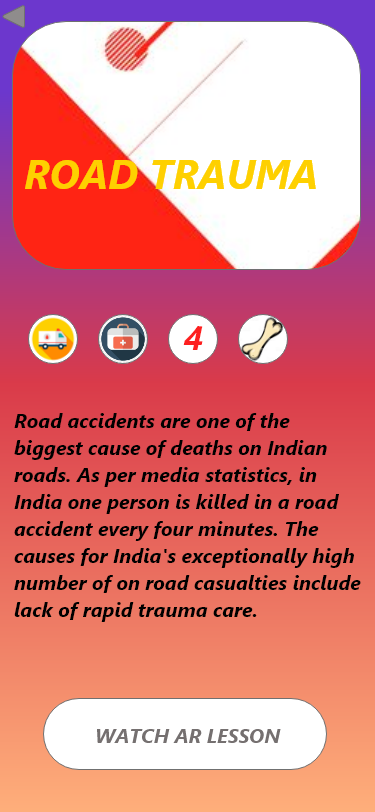 ROAD TRAUMA
4
Road accidents are one of the
biggest cause of deaths on Indian
roads. As per media statistics, in
India one person is killed in a road
accident every four minutes. The
causes for India's exceptionally high
number of on road casualties include
lack of rapid trauma care.
WATCH AR LESSON